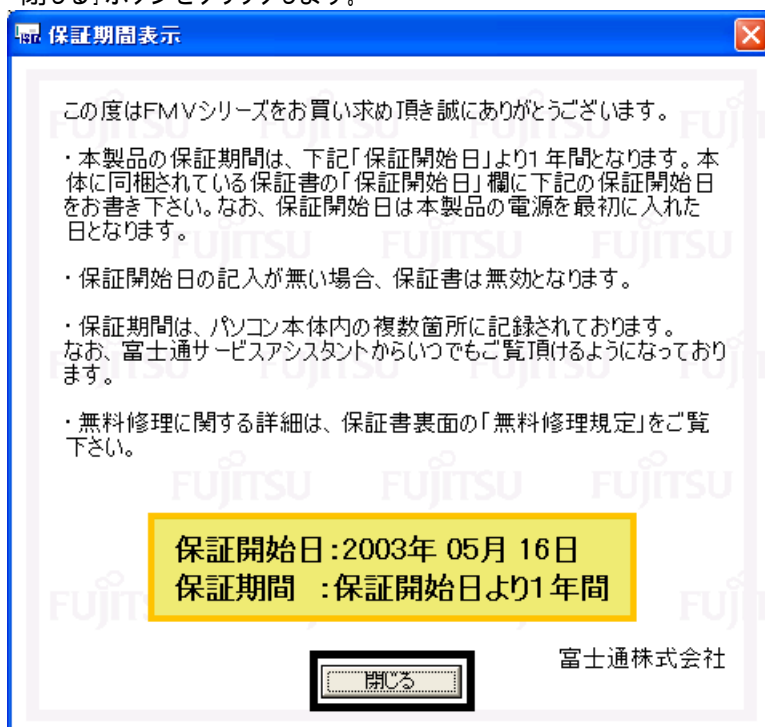 閉じる」ボタンをクリックします。
保証期間表示
この度はFMVシリーズをお買い求め頂き誠にありがとうございます。
・本製品の保証期間は、下記「保証開始日」より1年間となります。本
体に同梱されている保証書の「保証開始日」欄に下記の保証開始日
をお書き下さい。なお、保証開始日は本製品の電源を最初に入れた
日となります。
・保証開始日の記入が無い場合、保証書は無効となります。
・保証期間は、パソコン本体内の複数箇所に記録されております。
なお、富士通サービスアシスタントからいつでもご覧頂けるようになっており
ます。
・無料修理に関する詳細は、保証書裏面の「無料修理規定」をご覧
下さい。
保証開始日:2003年 05月 16日
保証期間 :保証開始日より1年間
富士通株式会社
閉じる